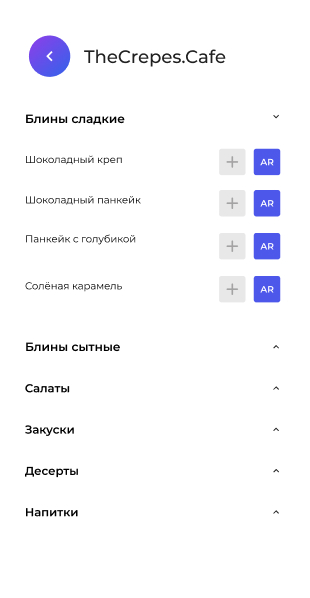 TheCrepes.Cafe
Блины сладкие
Шоколадный креп
AR
Шоколадный панкейк
AR
Панкейк с голубикой
AR
Солёная карамель
AR
Блины сытные
Салаты
Закуски
Десерты
Напитки